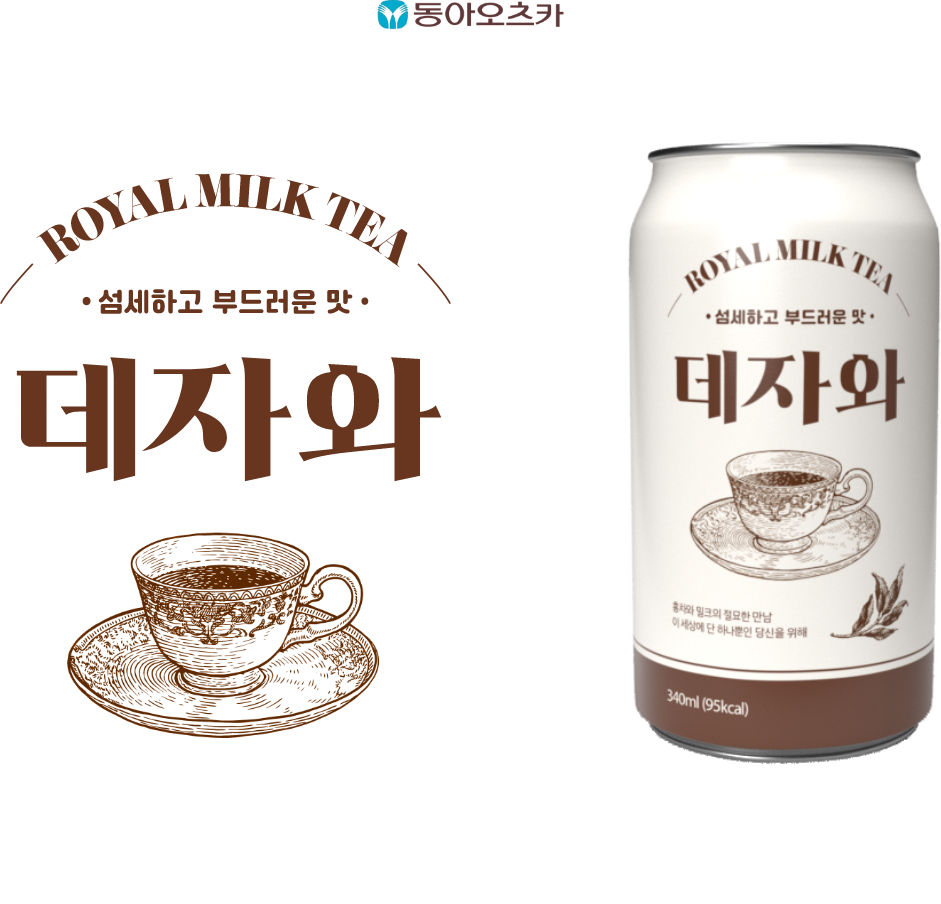 동아오츠카
ROYAL MILK TEA
• 섬세하고 부드러운 맛 •
데자와
ROYAL MILK TEA
• 섬세하고 부드러운 맛 •
데자와
홍차와 밀크의 절묘한 만남
이 세상에 단 하나뿐인 당신을 위해
340ml (95kcal)